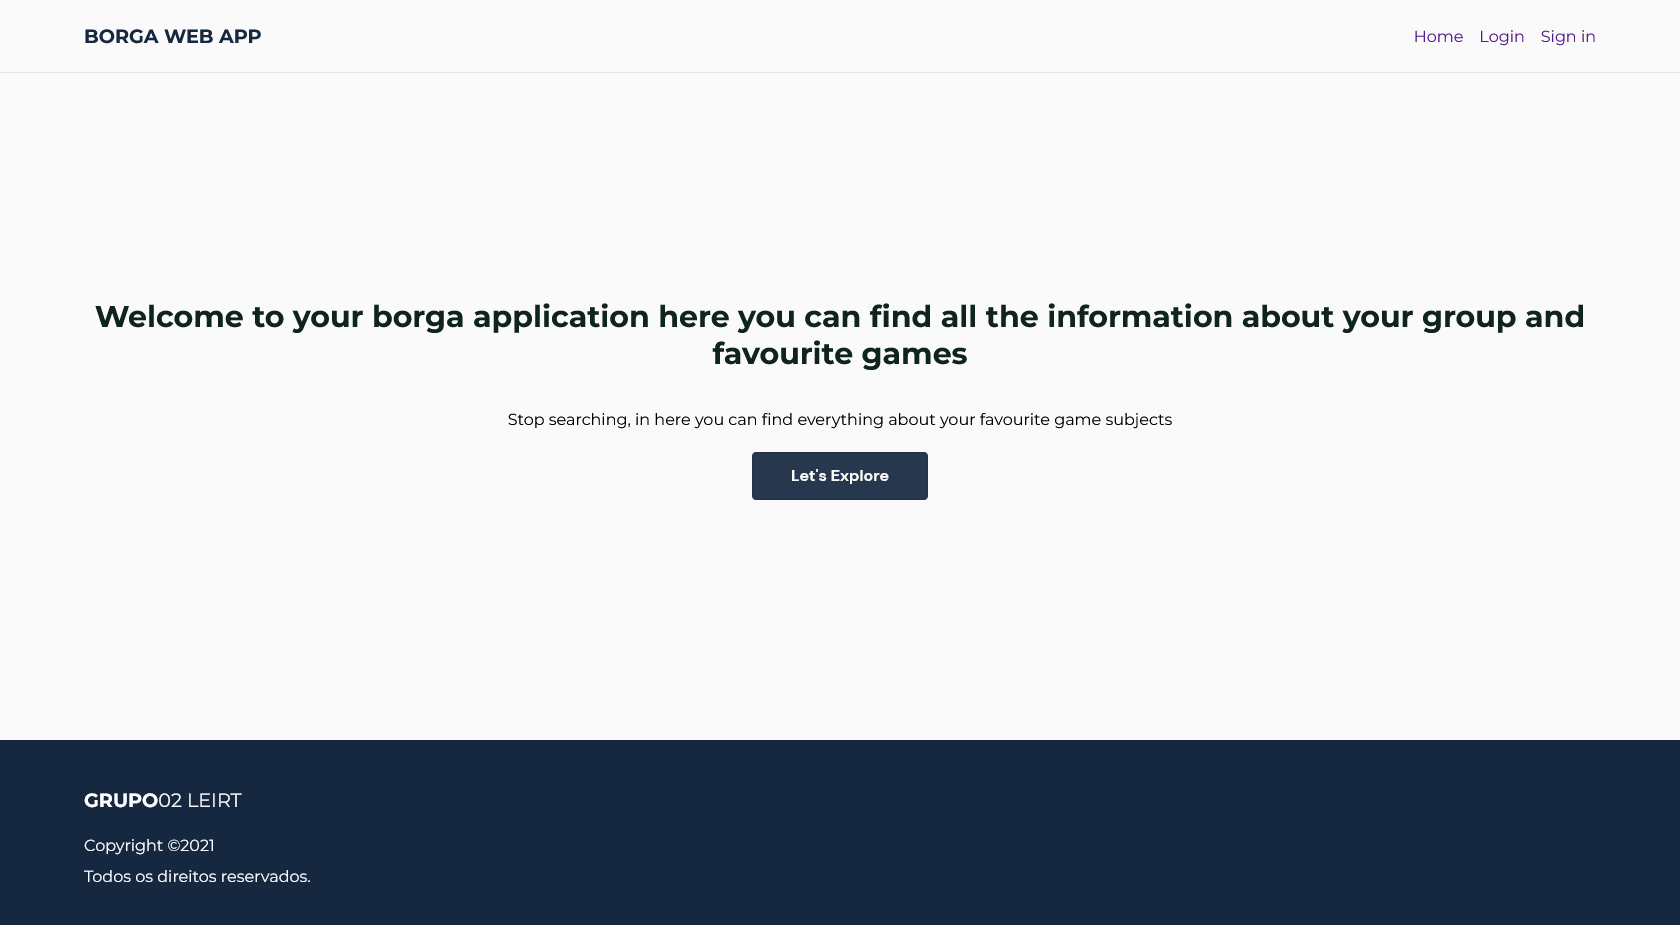 BORGA WEB APP
Home Login Sign in
Welcome to your borga application here you can find all the information about your group and
favourite games
Stop searching, in here you can find everything about your favourite game subjects
Let's Explore
GRUPO02 LEIRT
Copyright ©2021
Todos os direitos reservados.